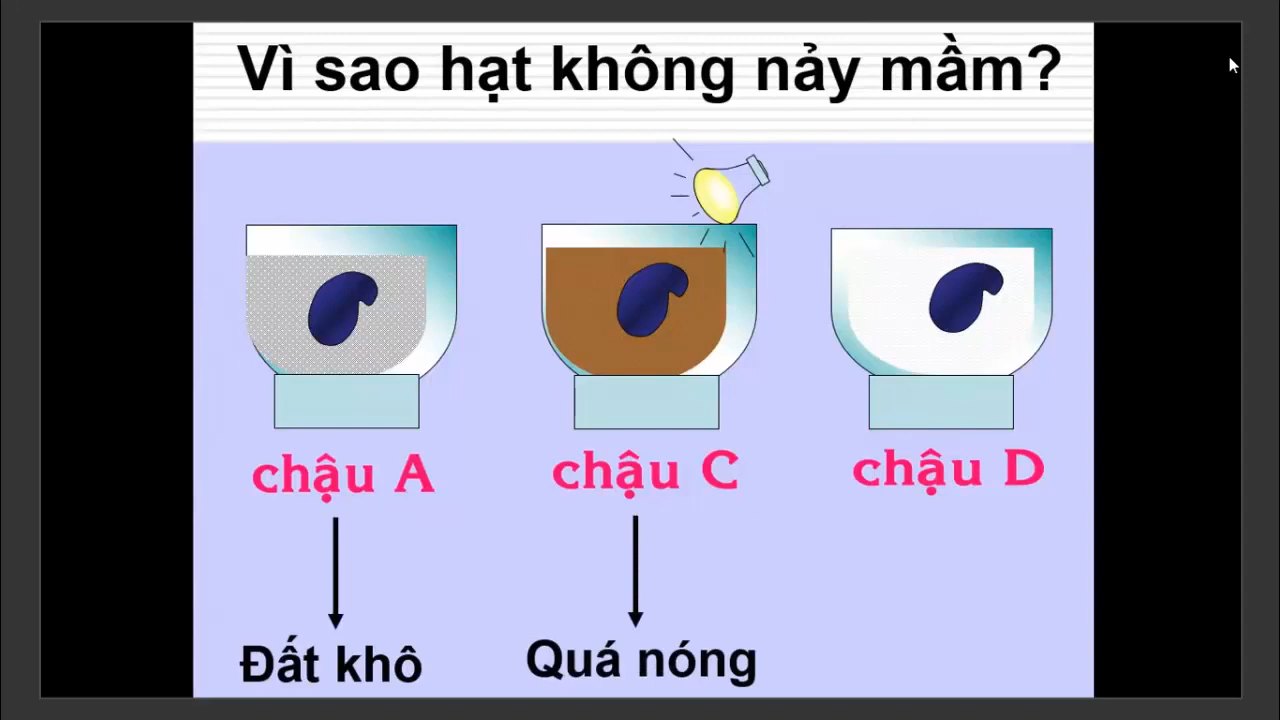 Vì sao hạt không nảy mầm?
chậu A
chậu C
chậu D
Đất khô
Quá nóng